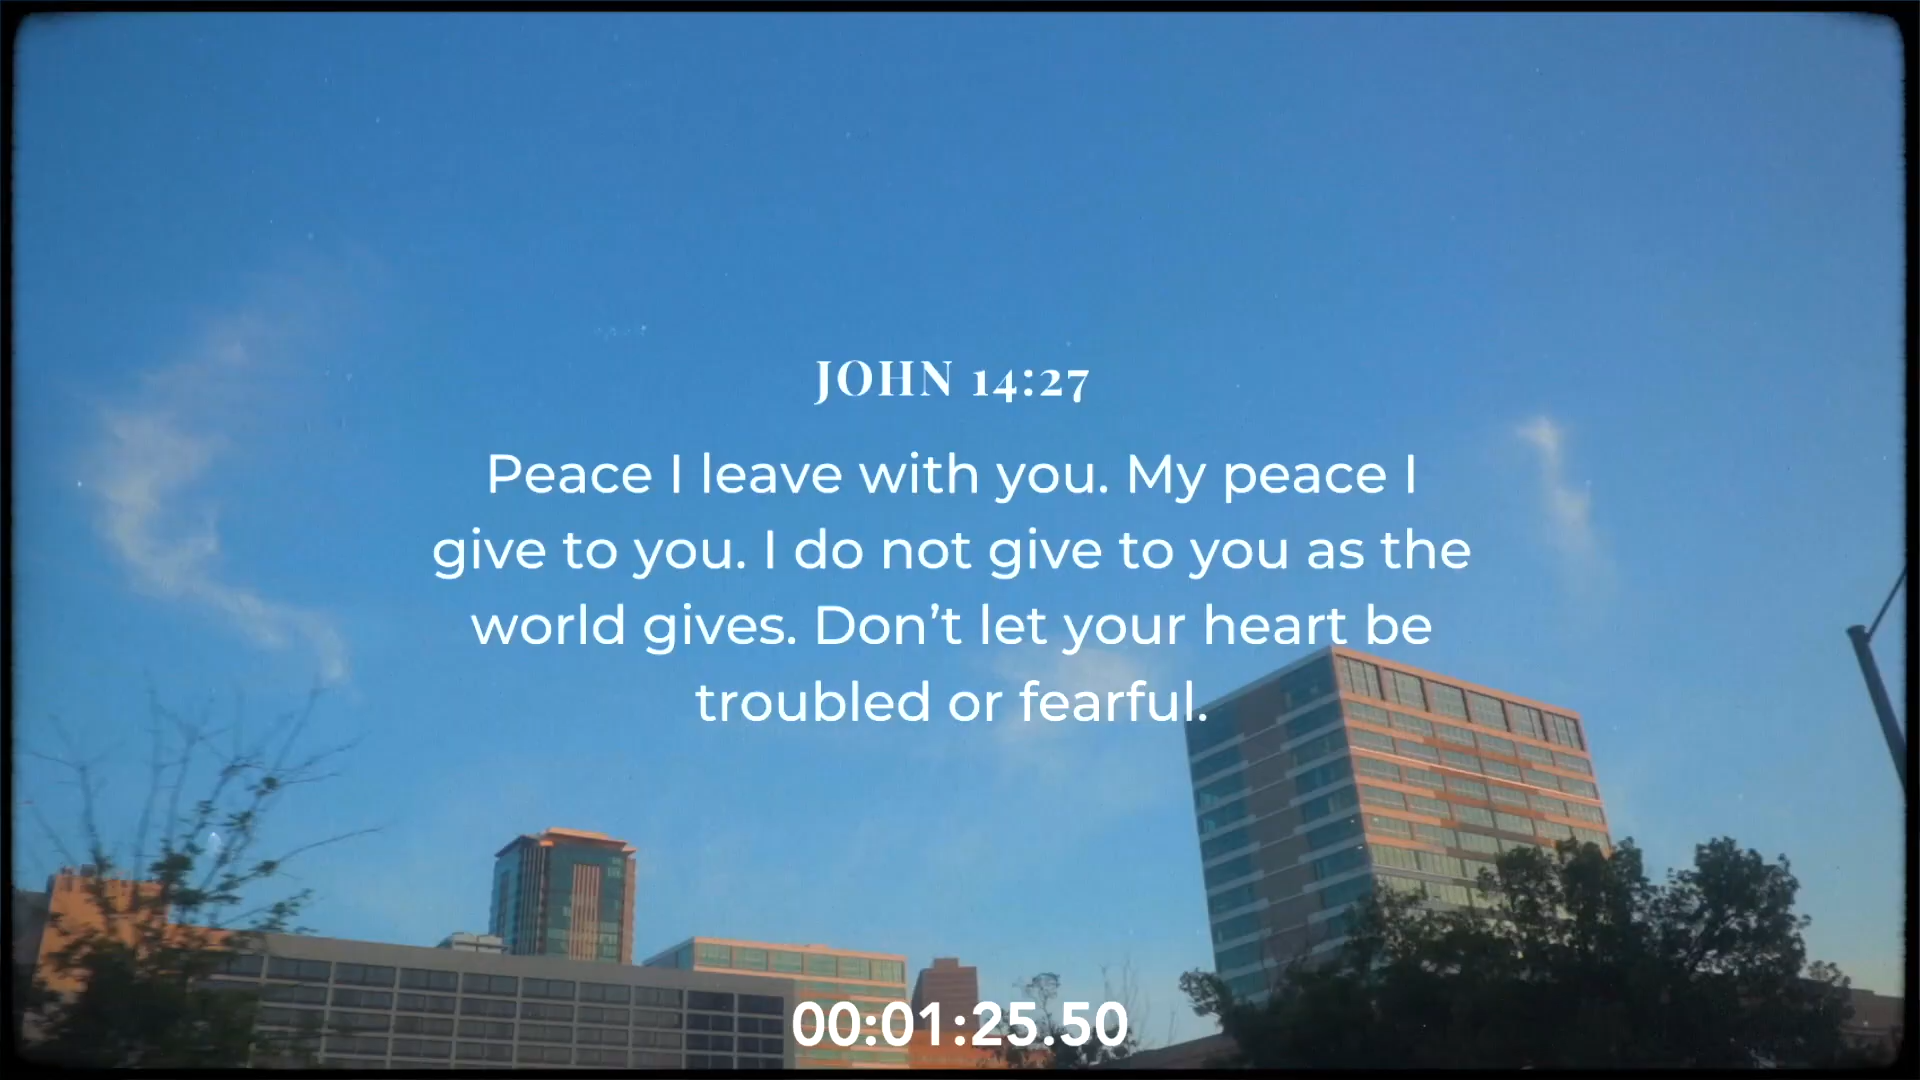 JOHN 14:27
Peace I leave with you. My peace I
give to you. I do not give to you as the
world gives. Don’t let your heart be
troubled or fearful.
00:01:25.50